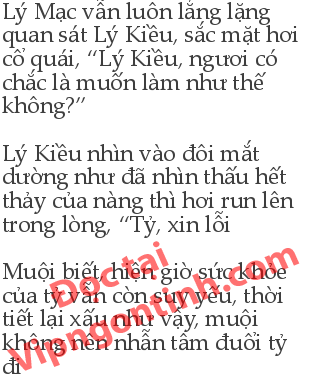 Lý Mạc vẫn luôn lẳng lặng
quan sát Lý Kiều, sắc mặt hơi
cổ quái, “Lý Kiều, ngươi có
chắc là muốn làm như thế
không?”
Lý Kiều nhìn vào đôi mắt
dường như đã nhìn thấu hết
thảy của nàng thì hơi run lên
trong lòng, “Tỷ, xin lỗi
Muội biết, hiện giờ sức khỏe
của tỷ vẫn còn suy yếu, thời
tiết lại xấu như vậy, muội
không nên nhẫn tâm đuổi tỷ
đi
Đọc tại
Vipngontinh.com